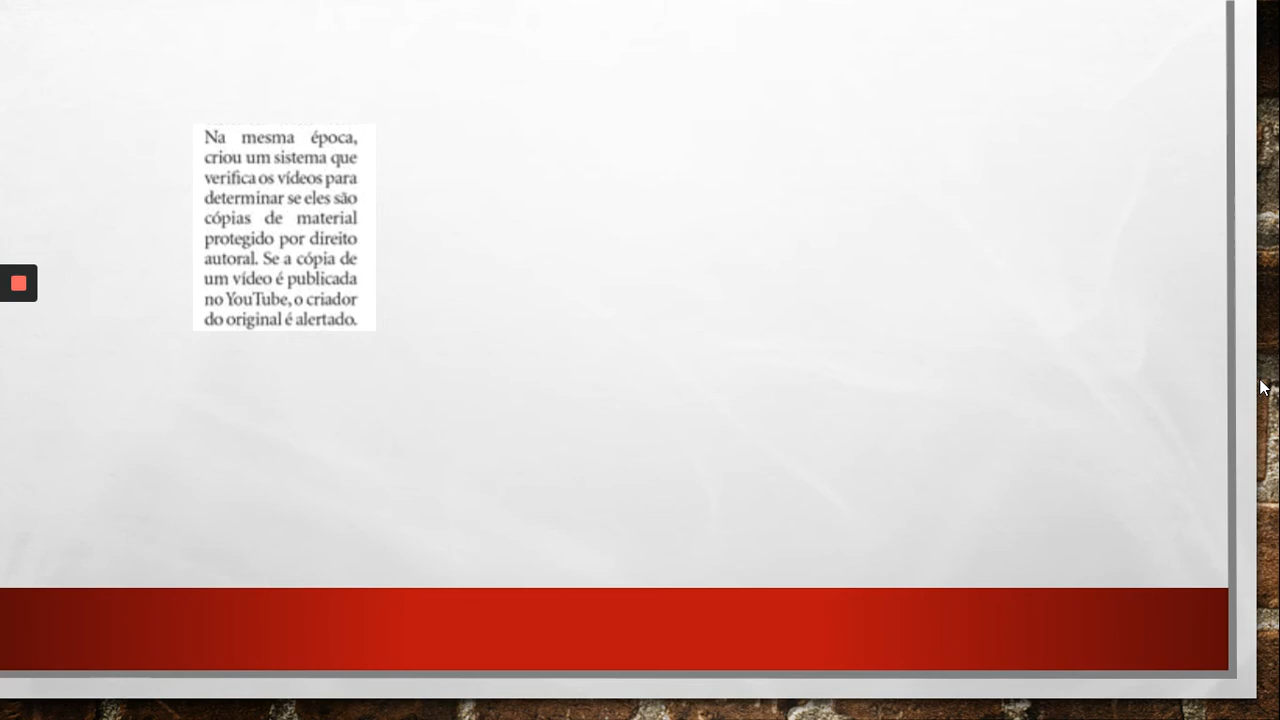 Na mesma época,
criou um sistema que
verifica os vídeos para
determinar se eles são
cópias de material
protegido por direito
autoral. Se a cópia de
um vídeo é publicada
no YouTube, o criador
do original é alertado.